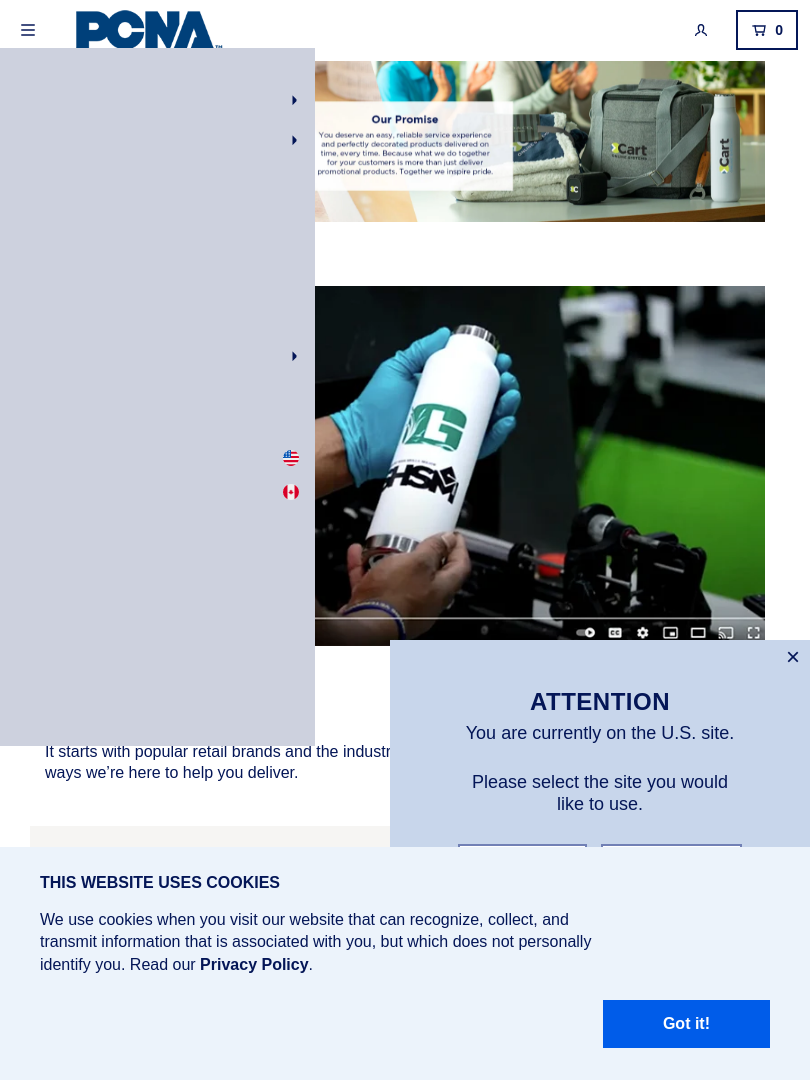 PCNA™
0
Our Promise
You deserve an easy, reliable service experience
and perfectly decorated products delivered on
time, every time. Because what we do together
for your customers is more than just deliver
promotional products. Together we inspire pride.
Cart
Cart
C
G
GHSM
CC
ATTENTION
You are currently on the U.S. site.
Please select the site you would
like to use.
It starts with popular retail brands and the industr
ways we’re here to help you deliver.
THIS WEBSITE USES COOKIES
We use cookies when you visit our website that can recognize, collect, and
transmit information that is associated with you, but which does not personally
identify you. Read our Privacy Policy.
Got it!